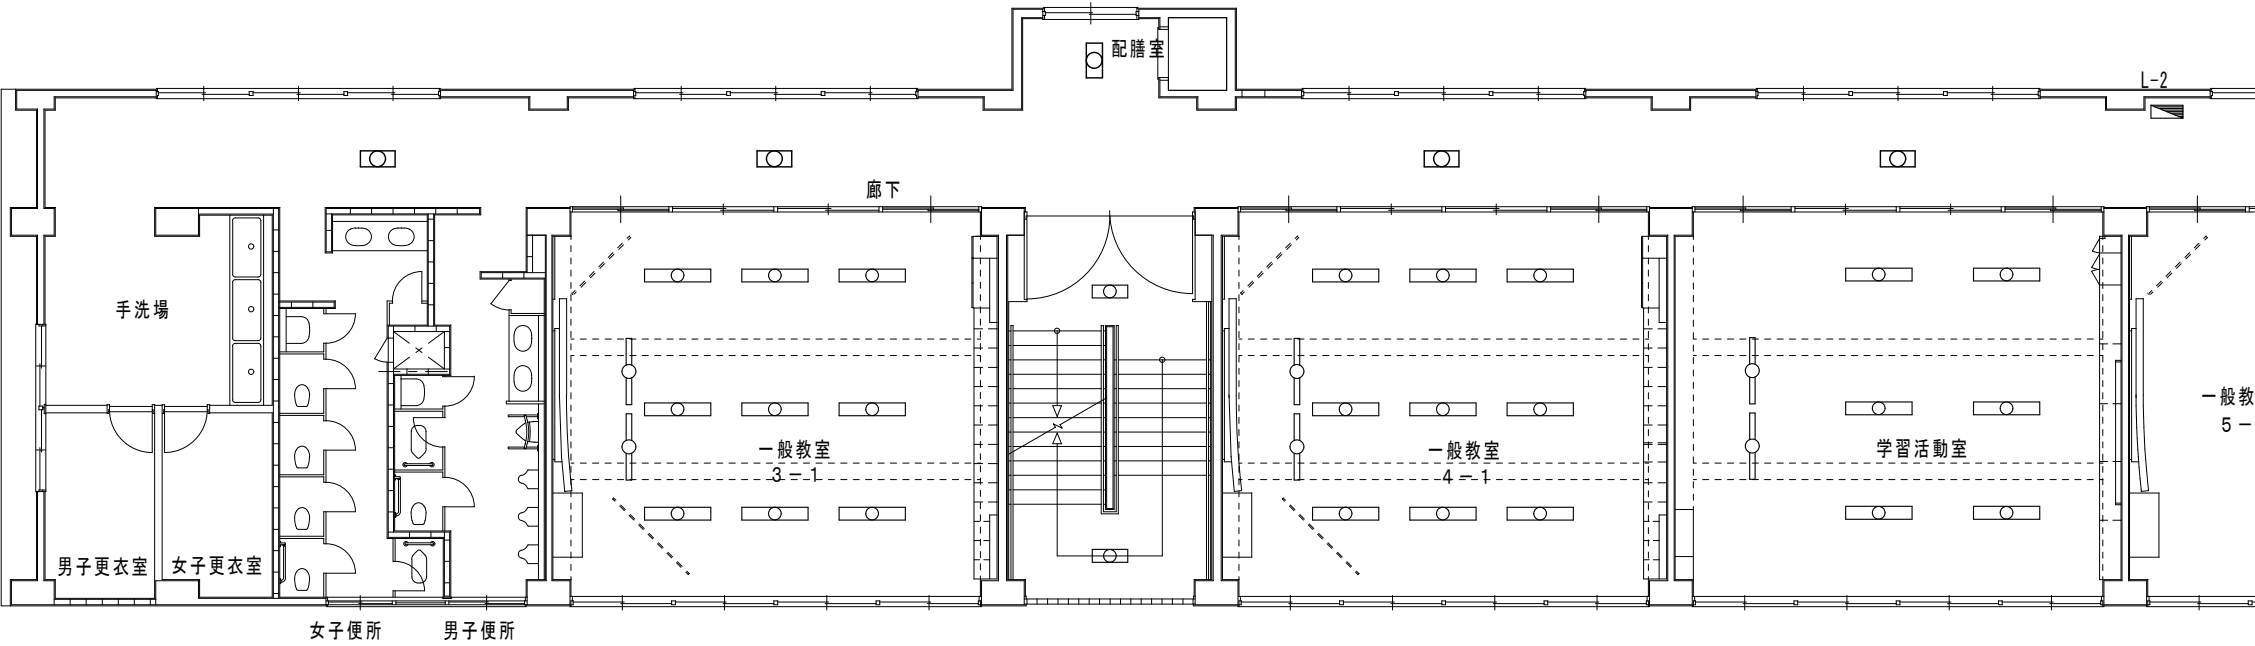 配膳室
L-2
廊下
手洗場
一般教室
3-1
一般教室
4-1
学習活動室
一般教
5-
男子更衣室
女子更衣室
女子便所
男子便所